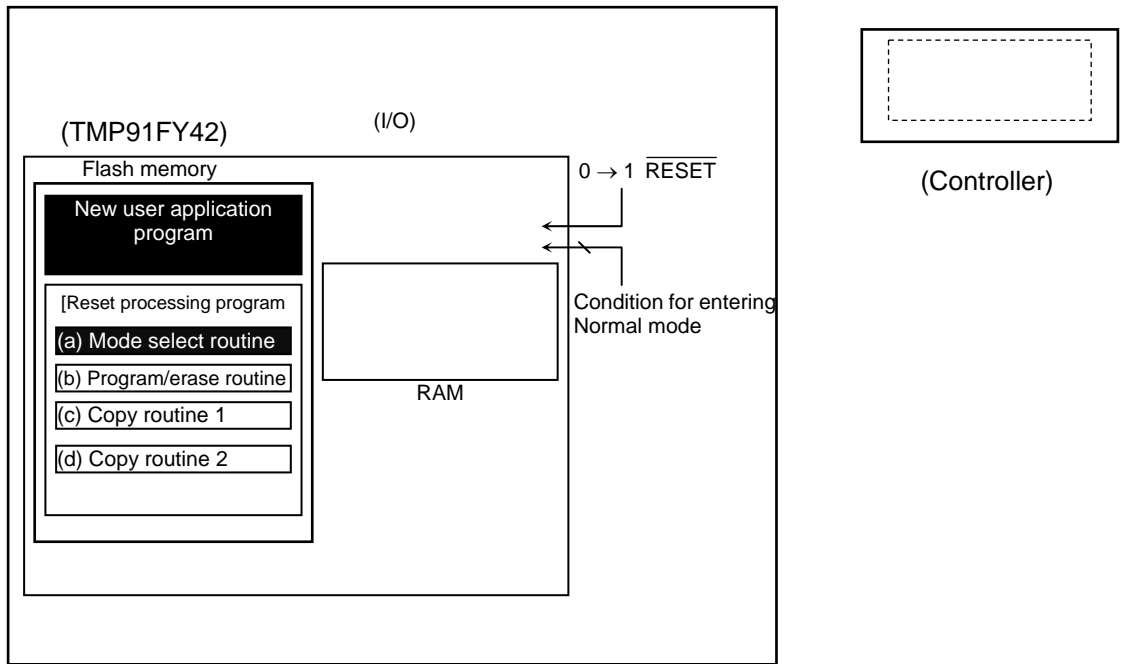 (TMP91FY42)
(I/O)
Flash memory
New user application
program
[Reset processing program
(a) Mode select routine
(b) Program/erase routine
(c) Copy routine 1
(d) Copy routine 2
RAM
0 → 1 RESET
Condition for entering
Normal mode
(Controller)